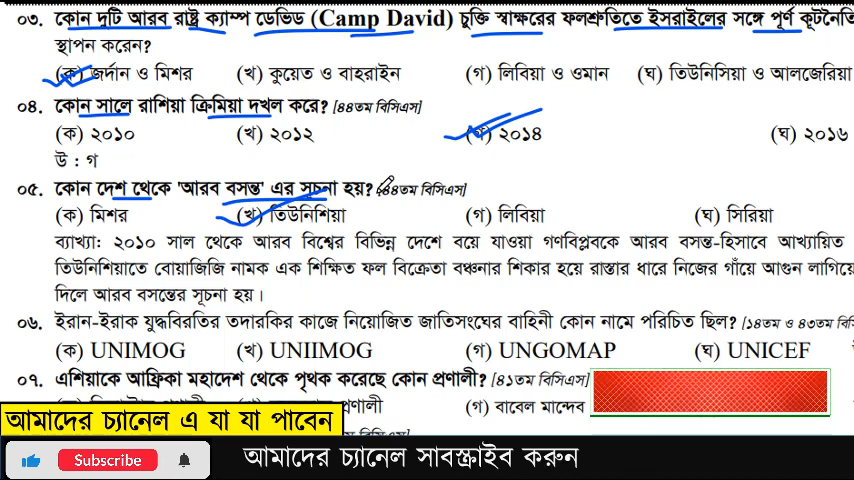 ০৩. কোন দুটি আরব রাষ্ট্র ক্যাম্প ডেভিড (Camp David) চুক্তি স্বাক্ষরের ফলশ্রুতিতে ইসরাইলের সঙ্গে পূর্ণ কূটনৈতি
স্থাপন করেন?
(ক) জর্দান ও মিশর (খ) কুয়েত ও বাহরাইন (গ) লিবিয়া ও ওমান (ঘ) তিউনিসিয়া ও আলজেরিয়া
০৪. কোন সালে রাশিয়া ক্রিমিয়া দখল করে? [৪৪তম বিসিএস]
(ক) ২০১০ (খ) ২০১২ (গ) ২০১৪ (ঘ) ২০১৬
উ : গ
০৫. কোন দেশ থেকে 'আরব বসন্ত' এর সূচনা হয়? [৪৪তম বিসিএস]
(ক) মিশর (খ) তিউনিশিয়া (গ) লিবিয়া (ঘ) সিরিয়া
ব্যাখ্যা: ২০১০ সাল থেকে আরব বিশ্বের বিভিন্ন দেশে বয়ে যাওয়া গণবিপ্লবকে আরব বসন্ত-হিসাবে আখ্যায়িত
তিউনিশিয়াতে বোয়াজিজি নামক এক শিক্ষিত ফল বিক্রেতা বঞ্চনার শিকার হয়ে রাস্তার ধারে নিজের গাঁয়ে আগুন লাগিয়ে
দিলে আরব বসন্তের সূচনা হয়।
০৬. ইরান-ইরাক যুদ্ধবিরতির তদারকির কাজে নিয়োজিত জাতিসংঘের বাহিনী কোন নামে পরিচিত ছিল? [১৪তম ও ৪৩তম
(ক) UNIMOG (খ) UNIIMOG (গ) UNGOMAP (ঘ) UNICEF
০৭. এশিয়াকে আফ্রিকা মহাদেশ থেকে পৃথক করেছে কোন প্রণালী? [৪১তম বিসিএস]
প্রণালী (গ) বাবেল মান্দেব
আমাদের চ্যানেল এ যা যা পাবেন
Subscribe আমাদের চ্যানেল সাবস্ক্রাইব করুন